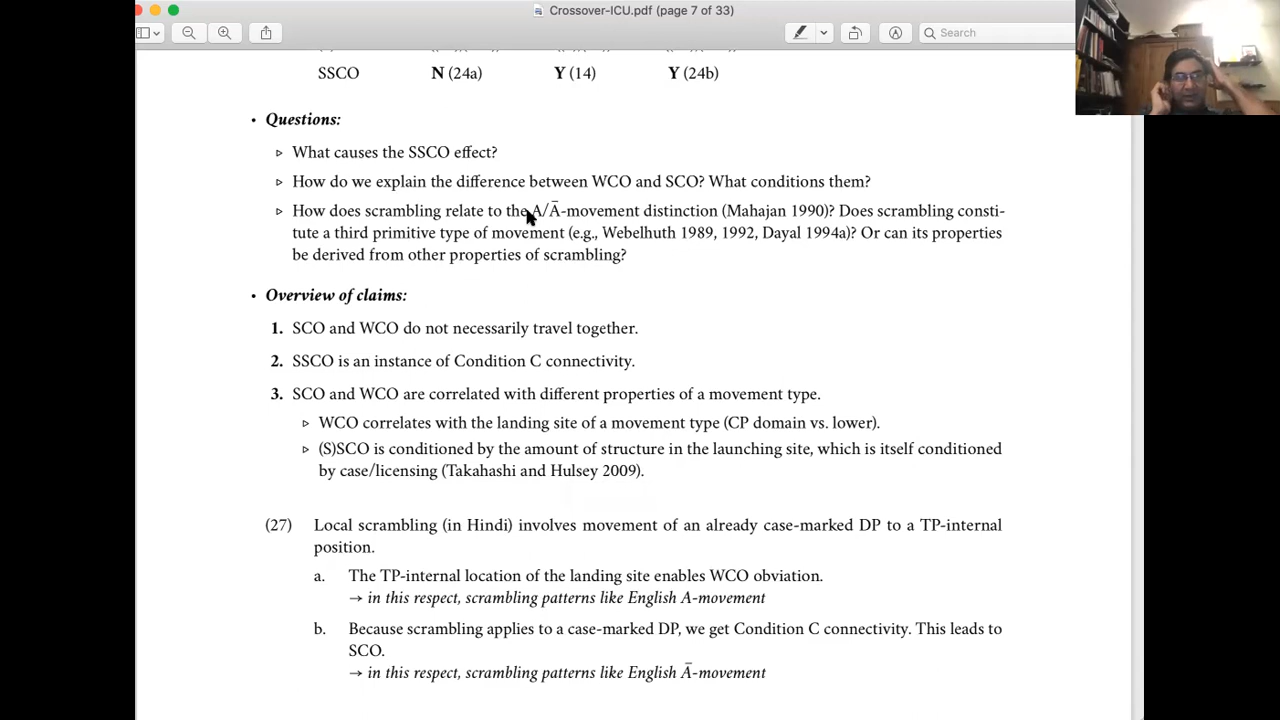 Crossover-ICU.pdf (page 7 of 33)
Search
SSCO N (24a) Y (14) Y (24b)
• Questions:
▹ What causes the SSCO effect?
▹ How do we explain the difference between WCO and SCO? What conditions them?
▹ How does scrambling relate to the A/Ā-movement distinction (Mahajan 1990)? Does scrambling consti-
tute a third primitive type of movement (e.g., Webelhuth 1989, 1992, Dayal 1994a)? Or can its properties
be derived from other properties of scrambling?
• Overview of claims:
1. SCO and WCO do not necessarily travel together.
2. SSCO is an instance of Condition C connectivity.
3. SCO and WCO are correlated with different properties of a movement type.
▹ WCO correlates with the landing site of a movement type (CP domain vs. lower).
▹ (S)SCO is conditioned by the amount of structure in the launching site, which is itself conditioned
by case/licensing (Takahashi and Hulsey 2009).
(27) Local scrambling (in Hindi) involves movement of an already case-marked DP to a TP-internal
position.
a. The TP-internal location of the landing site enables WCO obviation.
→ in this respect, scrambling patterns like English A-movement
b. Because scrambling applies to a case-marked DP, we get Condition C connectivity. This leads to
SCO.
→ in this respect, scrambling patterns like English Ā-movement